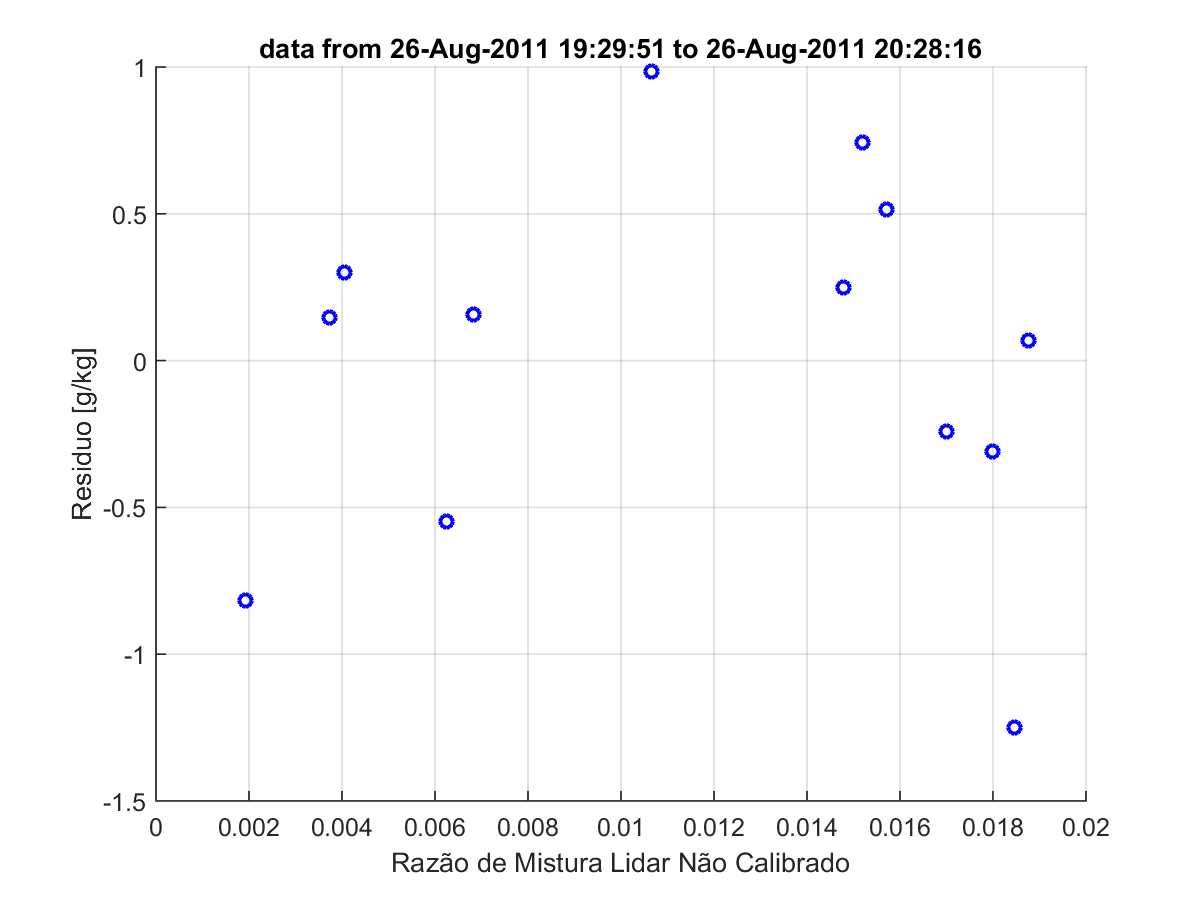 data from 26-Aug-2011 19:29:51 to 26-Aug-2011 20:28:16
1
0.5
0
-0.5
-1
-1.5
Residuo [g/kg]
0 0.002 0.004 0.006 0.008 0.01 0.012 0.014 0.016 0.018 0.02
Razão de Mistura Lidar Não Calibrado